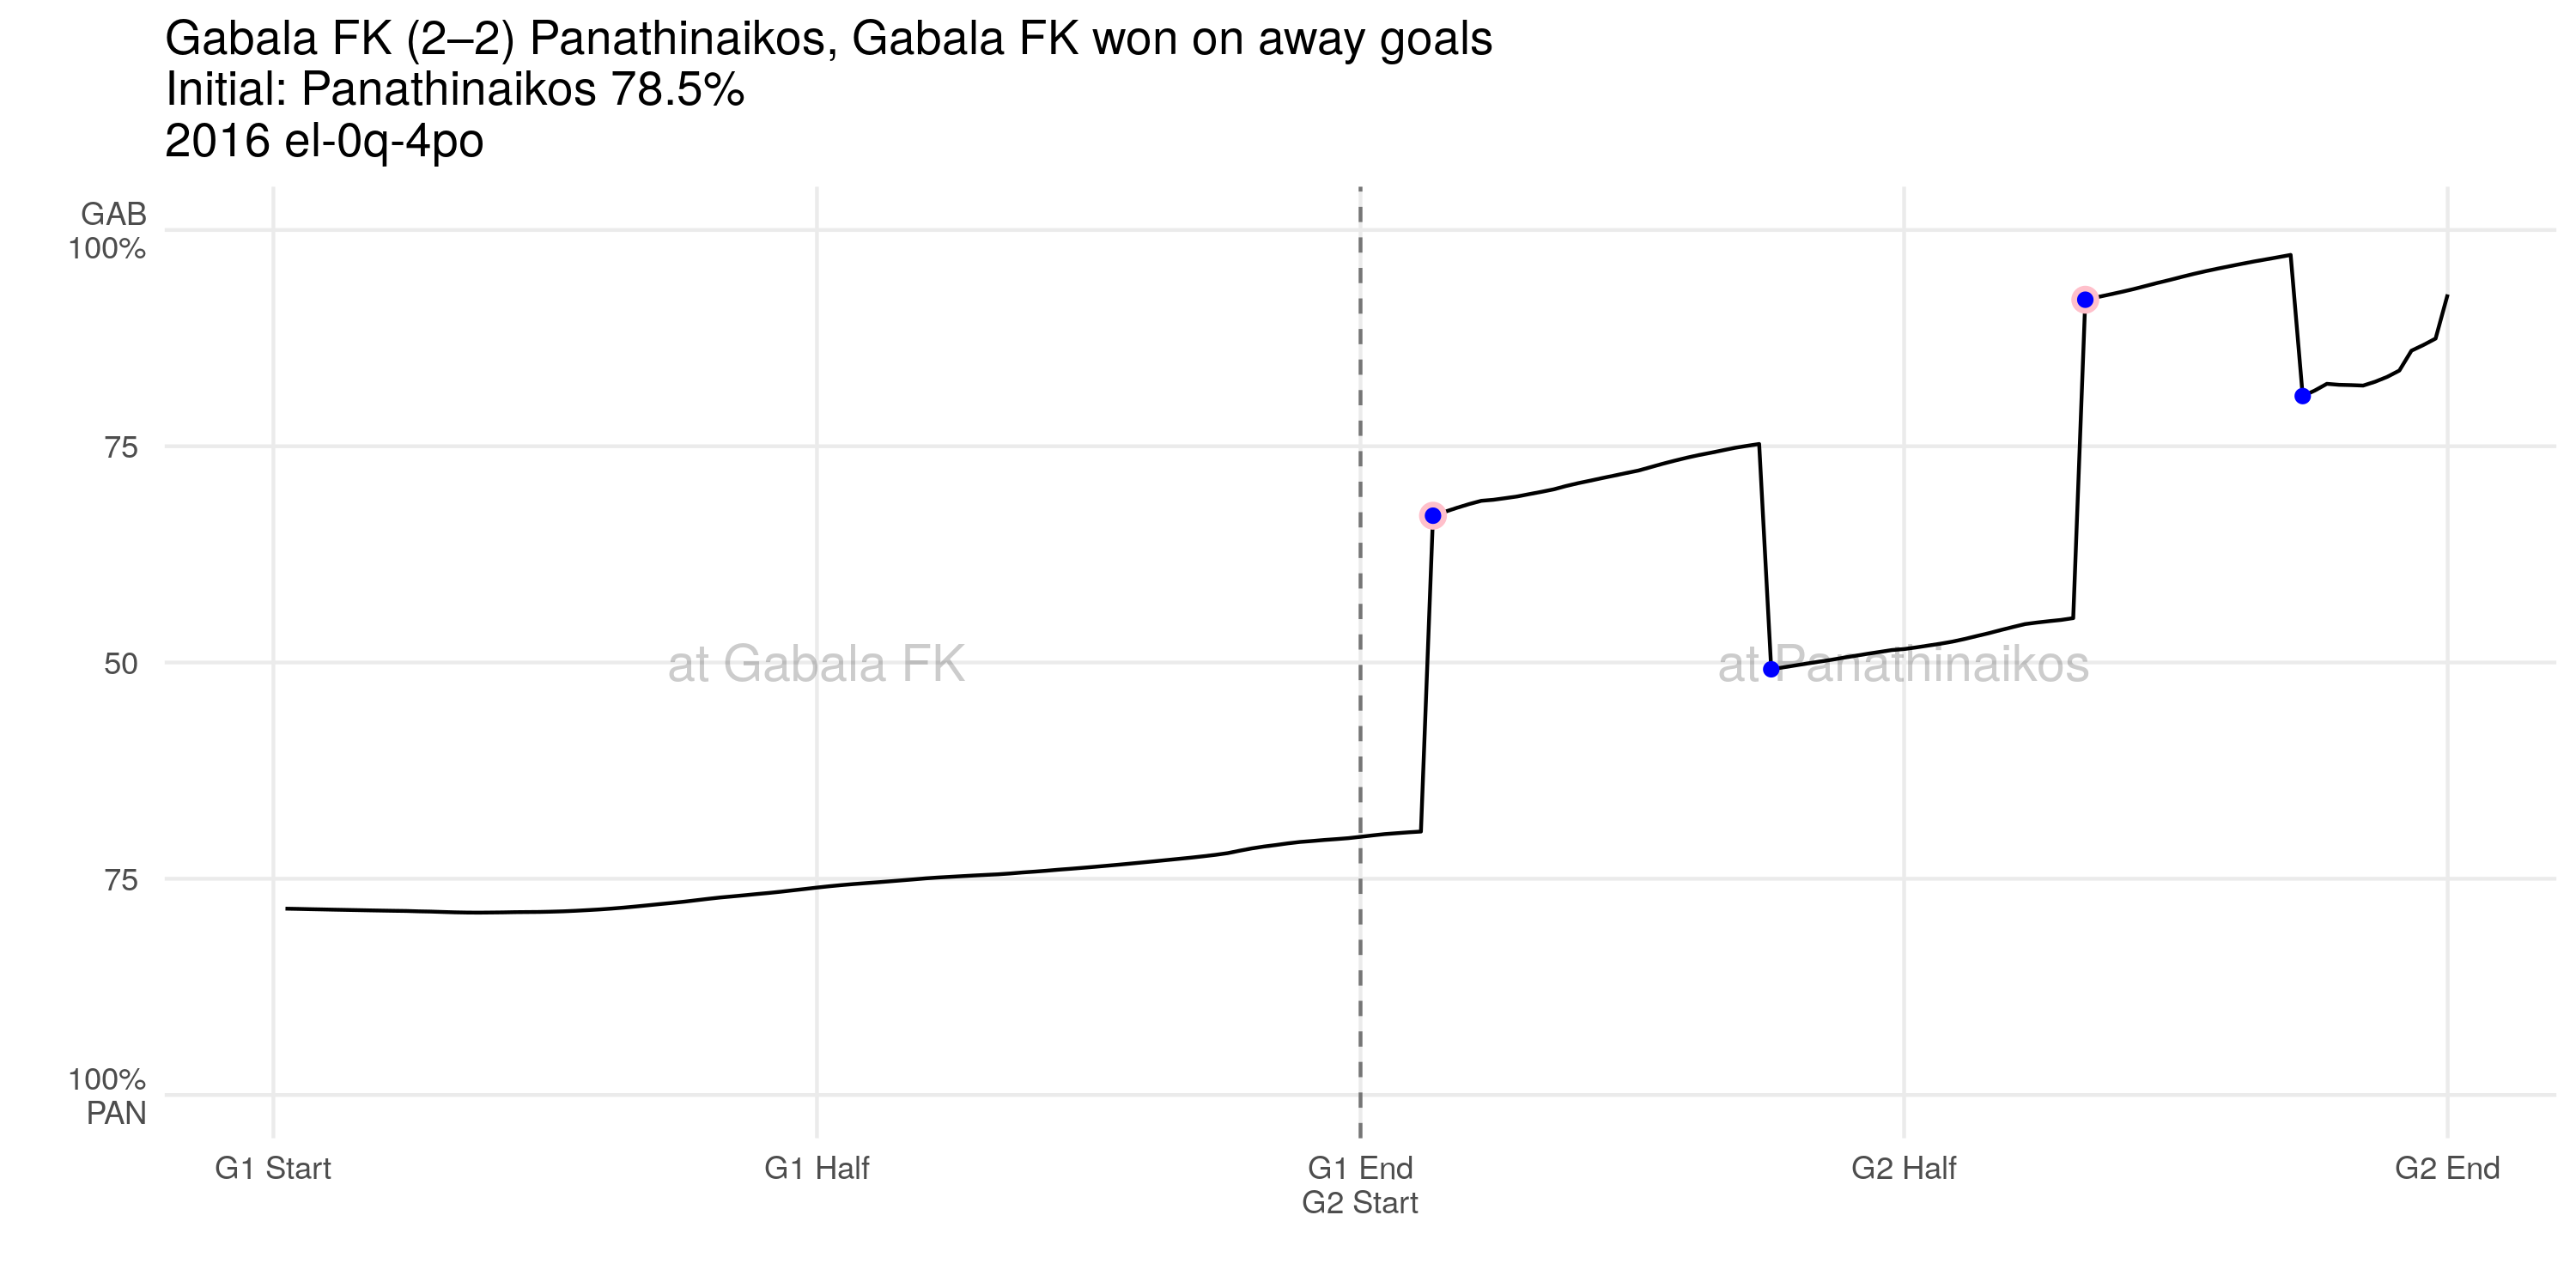 Gabala FK (2–2) Panathinaikos, Gabala FK won on away goals
Initial: Panathinaikos 78.5%
2016 el-0q-4po
GAB
100%
75
50
75
100%
PAN
at Gabala FK
at Panathinaikos
G1 Start
G1 Half
G1 End
G2 Start
G2 Half
G2 End